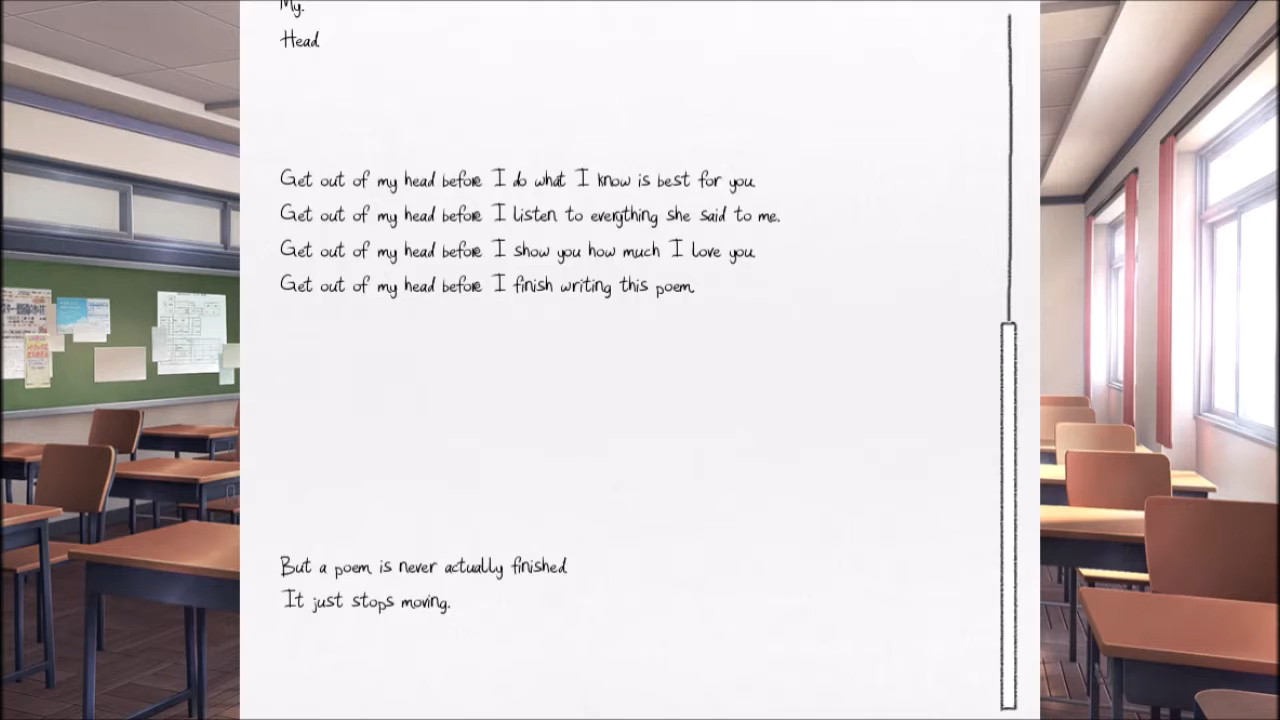 My.
Head
Get out of my head before I do what I know is best for you.
Get out of my head before I listen to everything she said to me.
Get out of my head before I show you how much I love you.
Get out of my head before I finish writing this poem.
But a poem is never actually finished.
It just stops moving.